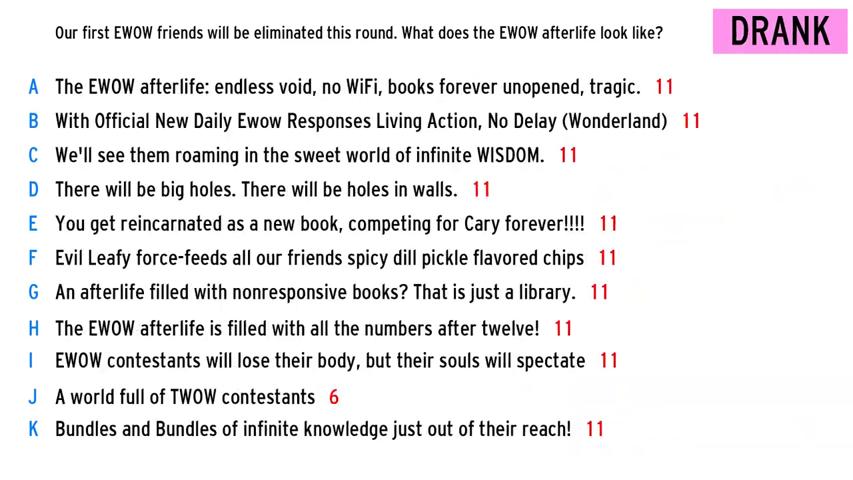 Our first EWOW friends will be eliminated this round. What does the EWOW afterlife look like?
DRANK
A The EWOW afterlife: endless void, no WiFi, books forever unopened, tragic. 11
B With Official New Daily Ewow Responses Living Action, No Delay (Wonderland) 11
C We'll see them roaming in the sweet world of infinite WISDOM. 11
D There will be big holes. There will be holes in walls. 11
E You get reincarnated as a new book, competing for Cary forever!!!! 11
F Evil Leafy force-feeds all our friends spicy dill pickle flavored chips 11
G An afterlife filled with nonresponsive books? That is just a library. 11
H The EWOW afterlife is filled with all the numbers after twelve! 11
I EWOW contestants will lose their body, but their souls will spectate 11
J A world full of TWOW contestants 6
K Bundles and Bundles of infinite knowledge just out of their reach! 11